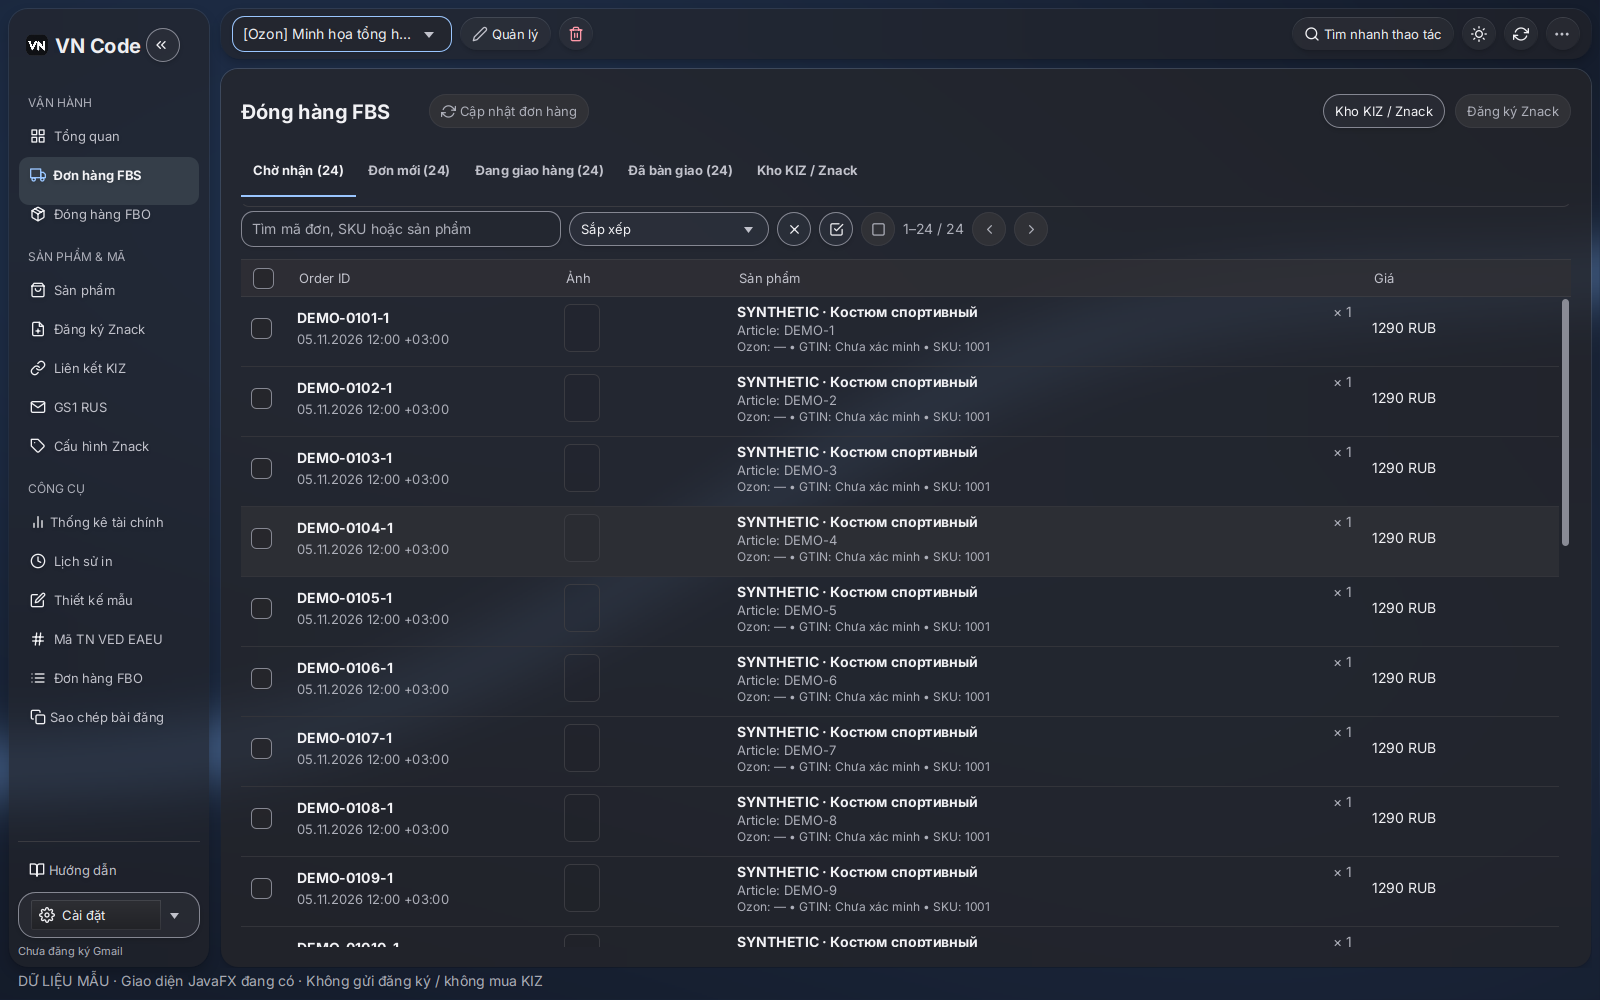 VN VN Code
VẬN HÀNH
Tổng quan
Đơn hàng FBS
Đóng hàng FBO
SẢN PHẨM & MÃ
Sản phẩm
Đăng ký Znack
Liên kết KIZ
GS1 RUS
Cấu hình Znack
CÔNG CỤ
Thống kê tài chính
Lịch sử in
Thiết kế mẫu
Mã TN VED EAEU
Đơn hàng FBO
Sao chép bài đăng
Hướng dẫn
Cài đặt
Chưa đăng ký Gmail
[Ozon] Minh họa tổng h... Quản lý Tìm nhanh thao tác
Đóng hàng FBS Cập nhật đơn hàng Kho KIZ / Znack Đăng ký Znack
Chờ nhận (24) Đơn mới (24) Đang giao hàng (24) Đã bàn giao (24) Kho KIZ / Znack
Tìm mã đơn, SKU hoặc sản phẩm Sắp xếp 1–24 / 24
Order ID Ảnh Sản phẩm Giá
DEMO-0101-1 SYNTHETIC · Костюм спортивный × 1
05.11.2026 12:00 +03:00 Article: DEMO-1 1290 RUB
Ozon: — • GTIN: Chưa xác minh • SKU: 1001
DEMO-0102-1 SYNTHETIC · Костюм спортивный × 1
05.11.2026 12:00 +03:00 Article: DEMO-2 1290 RUB
Ozon: — • GTIN: Chưa xác minh • SKU: 1001
DEMO-0103-1 SYNTHETIC · Костюм спортивный × 1
05.11.2026 12:00 +03:00 Article: DEMO-3 1290 RUB
Ozon: — • GTIN: Chưa xác minh • SKU: 1001
DEMO-0104-1 SYNTHETIC · Костюм спортивный × 1
05.11.2026 12:00 +03:00 Article: DEMO-4 1290 RUB
Ozon: — • GTIN: Chưa xác minh • SKU: 1001
DEMO-0105-1 SYNTHETIC · Костюм спортивный × 1
05.11.2026 12:00 +03:00 Article: DEMO-5 1290 RUB
Ozon: — • GTIN: Chưa xác minh • SKU: 1001
DEMO-0106-1 SYNTHETIC · Костюм спортивный × 1
05.11.2026 12:00 +03:00 Article: DEMO-6 1290 RUB
Ozon: — • GTIN: Chưa xác minh • SKU: 1001
DEMO-0107-1 SYNTHETIC · Костюм спортивный × 1
05.11.2026 12:00 +03:00 Article: DEMO-7 1290 RUB
Ozon: — • GTIN: Chưa xác minh • SKU: 1001
DEMO-0108-1 SYNTHETIC · Костюм спортивный × 1
05.11.2026 12:00 +03:00 Article: DEMO-8 1290 RUB
Ozon: — • GTIN: Chưa xác minh • SKU: 1001
DEMO-0109-1 SYNTHETIC · Костюм спортивный × 1
05.11.2026 12:00 +03:00 Article: DEMO-9 1290 RUB
Ozon: — • GTIN: Chưa xác minh • SKU: 1001
DEMO-01010-1 SYNTHETIC · Костюм спортивный × 1
DỮ LIỆU MẪU · Giao diện JavaFX đang có · Không gửi đăng ký / không mua KIZ